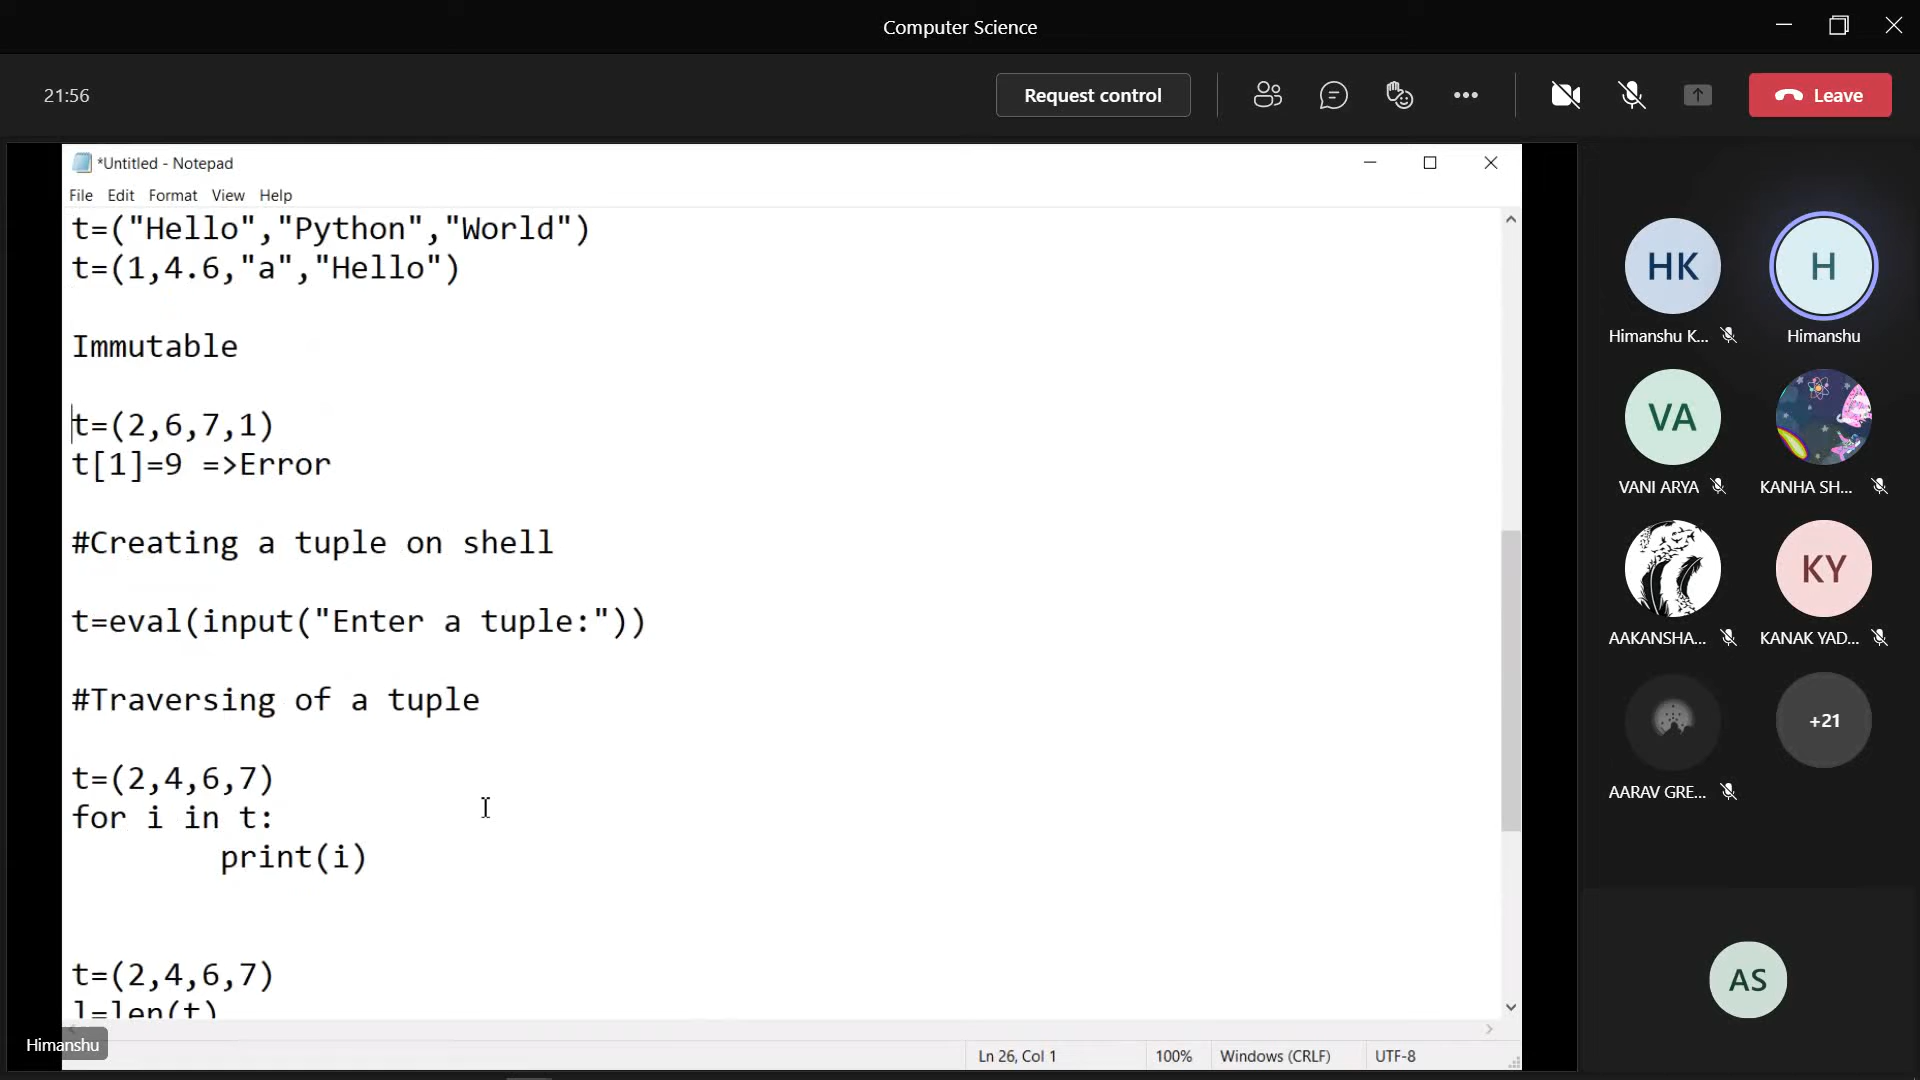 Computer Science
21:56
Request control
Leave
*Untitled - Notepad
File Edit Format View Help
t=("Hello","Python","World")
t=(1,4.6,"a","Hello")
Immutable
t=(2,6,7,1)
t[1]=9 =>Error
#Creating a tuple on shell
t=eval(input("Enter a tuple:"))
#Traversing of a tuple
t=(2,4,6,7)
for i in t:
print(i)
t=(2,4,6,7)
l=len(t)
Himanshu
Ln 26, Col 1
100%
Windows (CRLF)
UTF-8
HK
H
Himanshu K...
Himanshu
VA
VANI ARYA
KANHA SH...
KY
AAKANSHA...
KANAK YAD...
+21
AARAV GRE...
AS